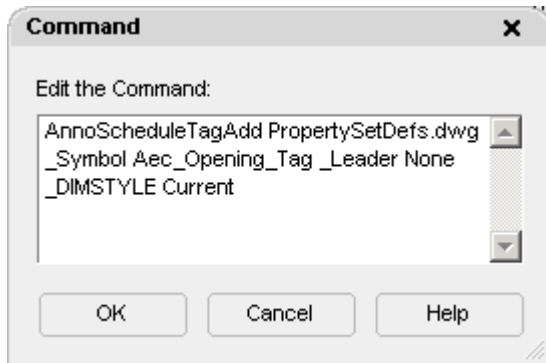 Command
Edit the Command:
AnnoScheduleTagAdd PropertySetDefs.dwg
_Symbol Aec_Opening_Tag _Leader None
_DIMSTYLE Current
OK Cancel Help